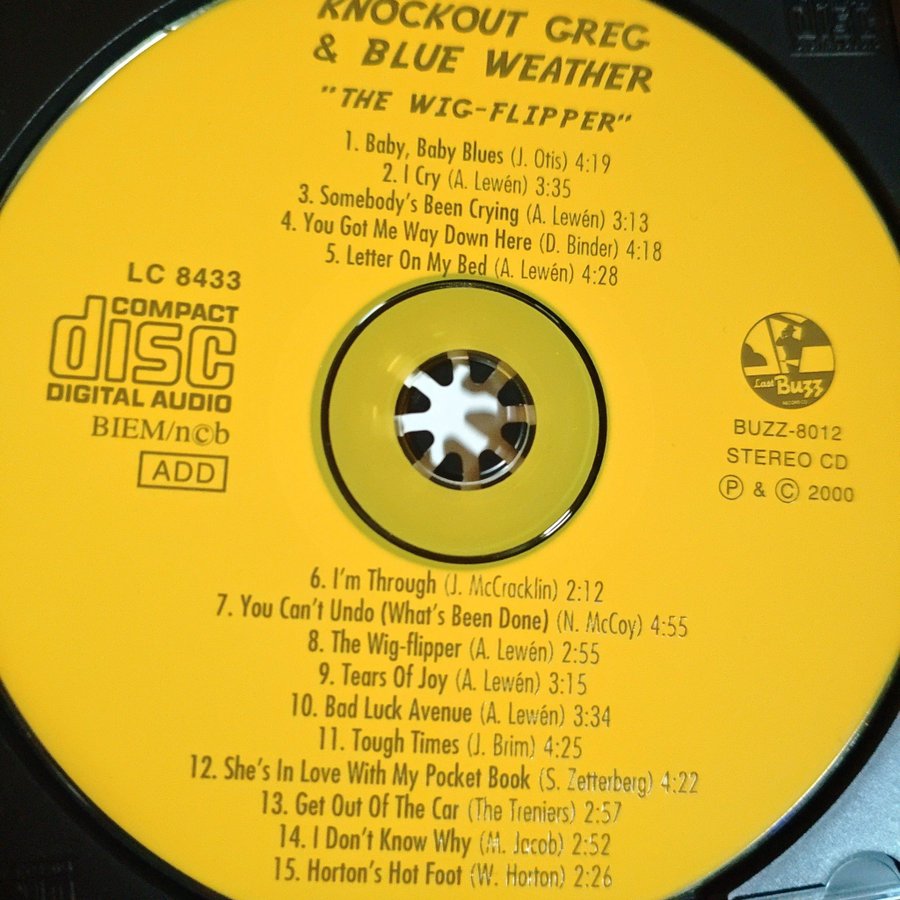 KNOCKOUT GREG
& BLUE WEATHER
"THE WIG-FLIPPER"
1. Baby, Baby Blues (J. Otis) 4:19
2. I Cry (A. Lewén) 3:35
3. Somebody's Been Crying (A. Lewén) 3:13
4. You Got Me Way Down Here (D. Binder) 4:18
5. Letter On My Bed (A. Lewén) 4:28
LC 8433
COMPACT
disc
DIGITAL AUDIO
BIEM/n©b
ADD
Last Buzz
RECORD CO
BUZZ-8012
STEREO CD
Ⓟ & © 2000
6. I'm Through (J. McCracklin) 2:12
7. You Can't Undo (What's Been Done) (N. McCoy) 4:55
8. The Wig-flipper (A. Lewén) 2:55
9. Tears Of Joy (A. Lewén) 3:15
10. Bad Luck Avenue (A. Lewén) 3:34
11. Tough Times (J. Brim) 4:25
12. She's In Love With My Pocket Book (S. Zetterberg) 4:22
13. Get Out Of The Car (The Treniers) 2:57
14. I Don't Know Why (M. Jacob) 2:52
15. Horton's Hot Foot (W. Horton) 2:26